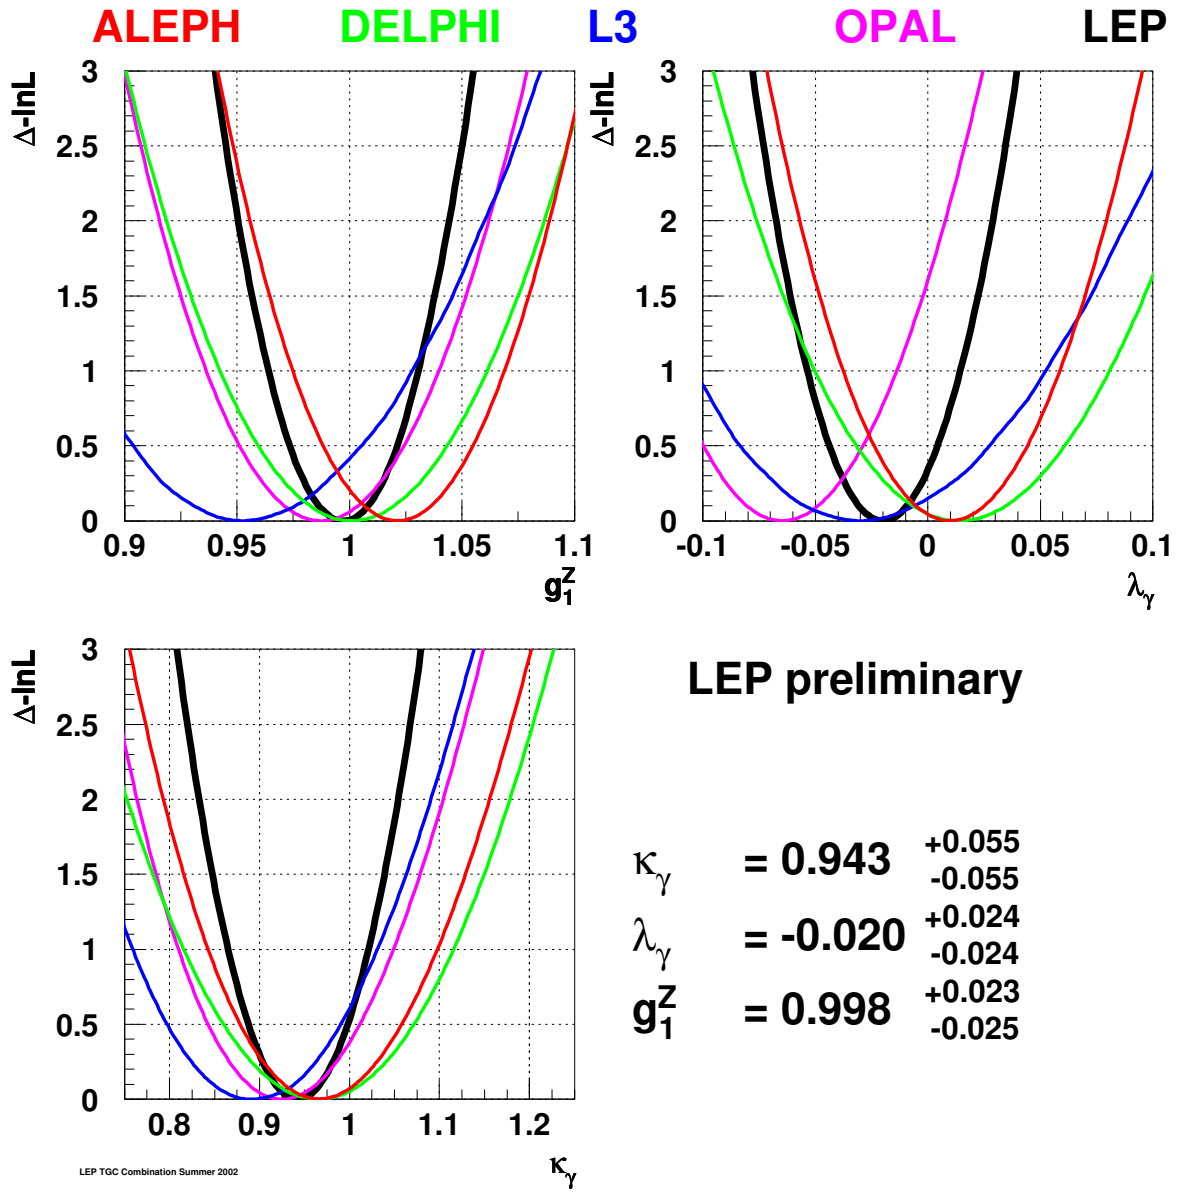 ALEPH DELPHI L3 OPAL LEP
Δ-lnL
3
2.5
2
1.5
1
0.5
0
0.9 0.95 1 1.05 1.1
g₁ᶻ
Δ-lnL
3
2.5
2
1.5
1
0.5
0
-0.1 -0.05 0 0.05 0.1
λᵧ
Δ-lnL
3
2.5
2
1.5
1
0.5
0
0.8 0.9 1 1.1 1.2
κᵧ
LEP preliminary
κᵧ = 0.943 +0.055 -0.055
λᵧ = -0.020 +0.024 -0.024
g₁ᶻ = 0.998 +0.023 -0.025
LEP TGC Combination Summer 2002